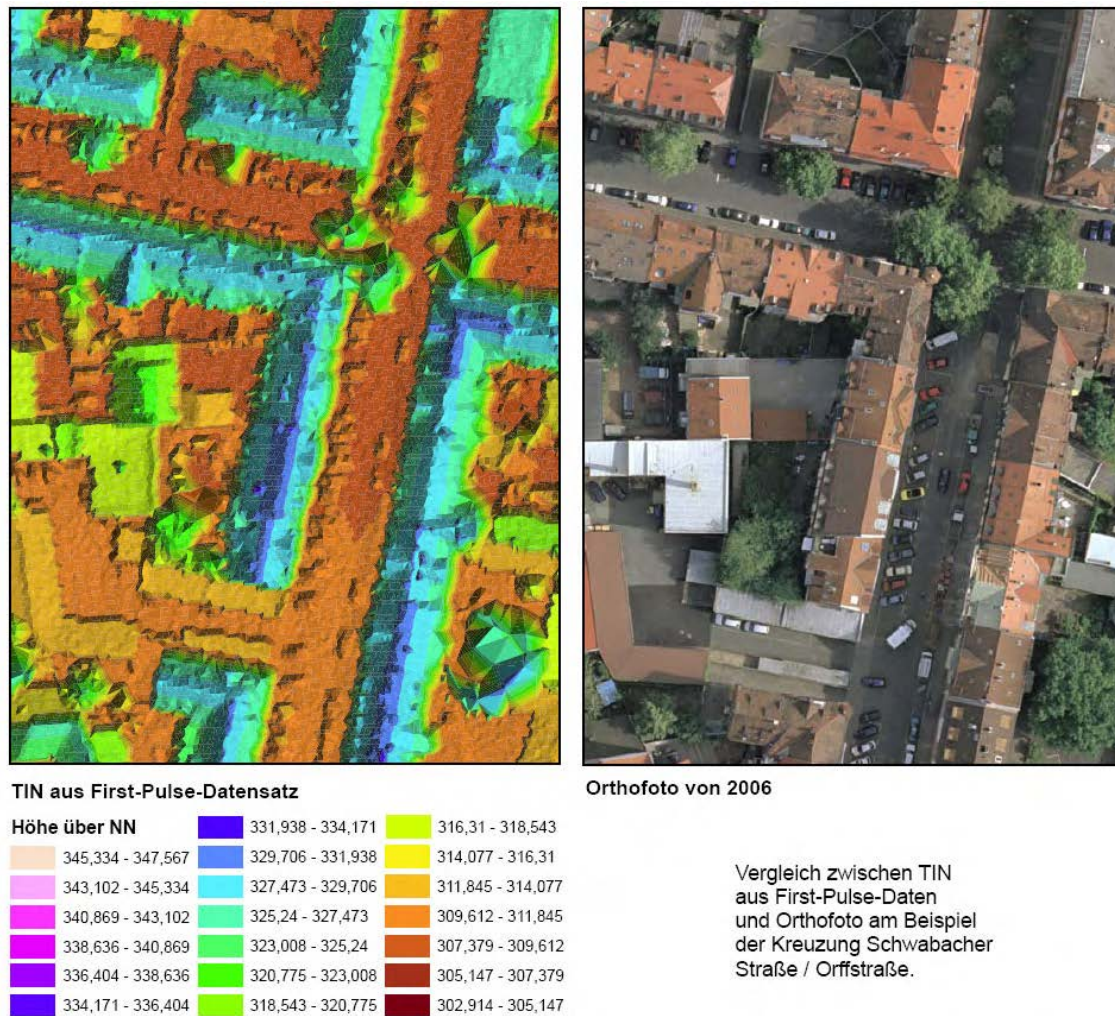 TIN aus First-Pulse-Datensatz
Höhe über NN
345,334 - 347,567
343,102 - 345,334
340,869 - 343,102
338,636 - 340,869
336,404 - 338,636
334,171 - 336,404
331,938 - 334,171
329,706 - 331,938
327,473 - 329,706
325,24 - 327,473
323,008 - 325,24
320,775 - 323,008
318,543 - 320,775
316,31 - 318,543
314,077 - 316,31
311,845 - 314,077
309,612 - 311,845
307,379 - 309,612
305,147 - 307,379
302,914 - 305,147
Orthofoto von 2006
Vergleich zwischen TIN
aus First-Pulse-Daten
und Orthofoto am Beispiel
der Kreuzung Schwabacher
Straße / Orffstraße.